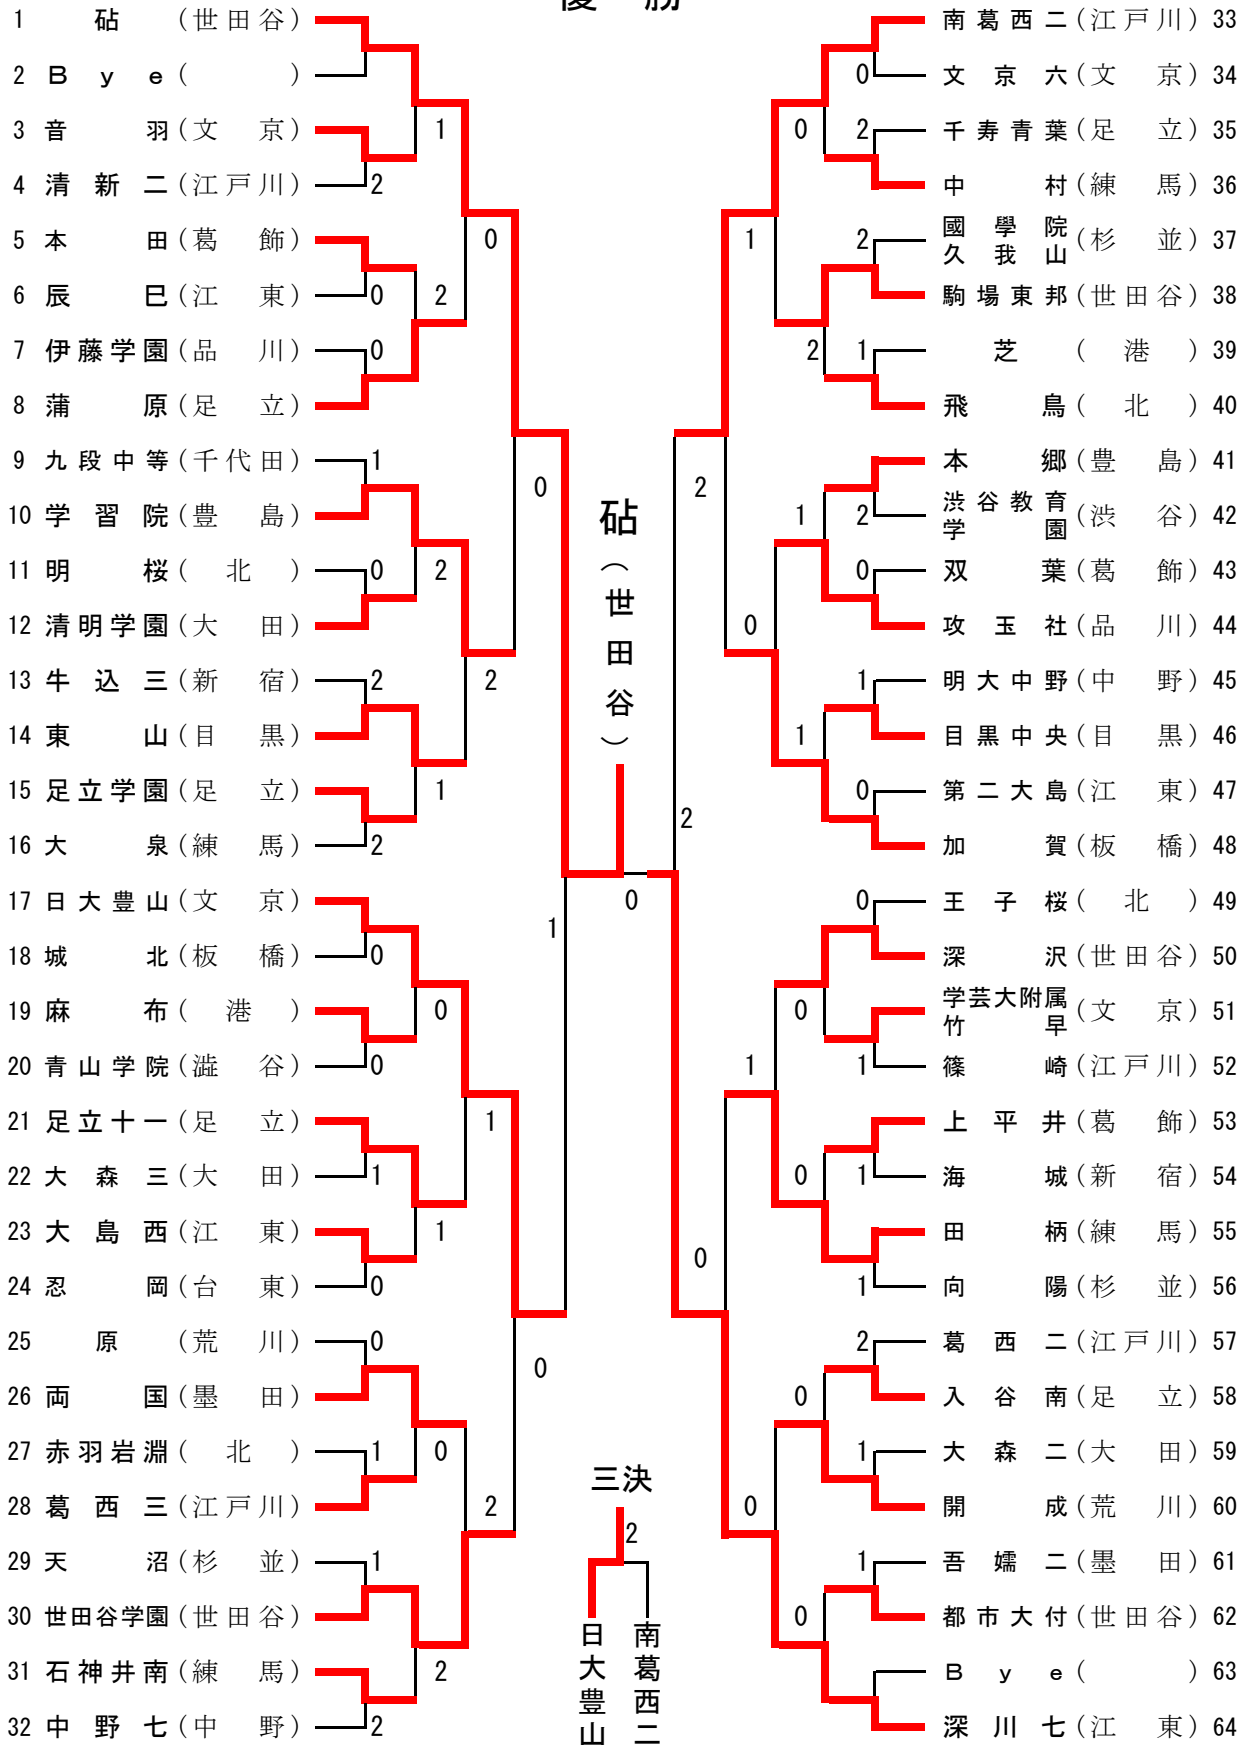 優勝
1 砧 (世田谷)
2 Bye( )
3 音羽(文京)
4 清新二(江戸川)
5 本田(葛飾)
6 辰巳(江東)
7 伊藤学園(品川)
8 蒲原(足立)
9 九段中等(千代田)
10 学習院(豊島)
11 明桜(北)
12 清明学園(大田)
13 牛込三(新宿)
14 東山(目黒)
15 足立学園(足立)
16 大泉(練馬)
17 日大豊山(文京)
18 城北(板橋)
19 麻布(港)
20 青山学院(澁谷)
21 足立十一(足立)
22 大森三(大田)
23 大島西(江東)
24 忍岡(台東)
25 原(荒川)
26 両国(墨田)
27 赤羽岩淵(北)
28 葛西三(江戸川)
29 天沼(杉並)
30 世田谷学園(世田谷)
31 石神井南(練馬)
32 中野七(中野)
2
0
0
1
0
2
0
2
0
1
0
1
0
1
2
1
2
0
1
1
2
2
1
0
1
2
0
2
0
0
1
砧(世田谷)
0
三決
2
日大豊山
南葛西二
南葛西二(江戸川) 33
文京六(文京) 34
千寿青葉(足立) 35
中村(練馬) 36
國學院
久我山(杉並) 37
駒場東邦(世田谷) 38
芝(港) 39
飛鳥(北) 40
本郷(豊島) 41
渋谷教育
学園(渋谷) 42
双葉(葛飾) 43
攻玉社(品川) 44
明大中野(中野) 45
目黒中央(目黒) 46
第二大島(江東) 47
加賀(板橋) 48
王子桜(北) 49
深沢(世田谷) 50
学芸大附属
竹早(文京) 51
篠崎(江戸川) 52
上平井(葛飾) 53
海城(新宿) 54
田柄(練馬) 55
向陽(杉並) 56
葛西二(江戸川) 57
入谷南(足立) 58
大森二(大田) 59
開成(荒川) 60
吾嬬二(墨田) 61
都市大付(世田谷) 62
Bye( ) 63
深川七(江東) 64
0
2
2
1
2
0
1
0
0
1
1
1
2
1
1
0
2
1
1
0
0
0
0
1
0
1
0
2
0
2